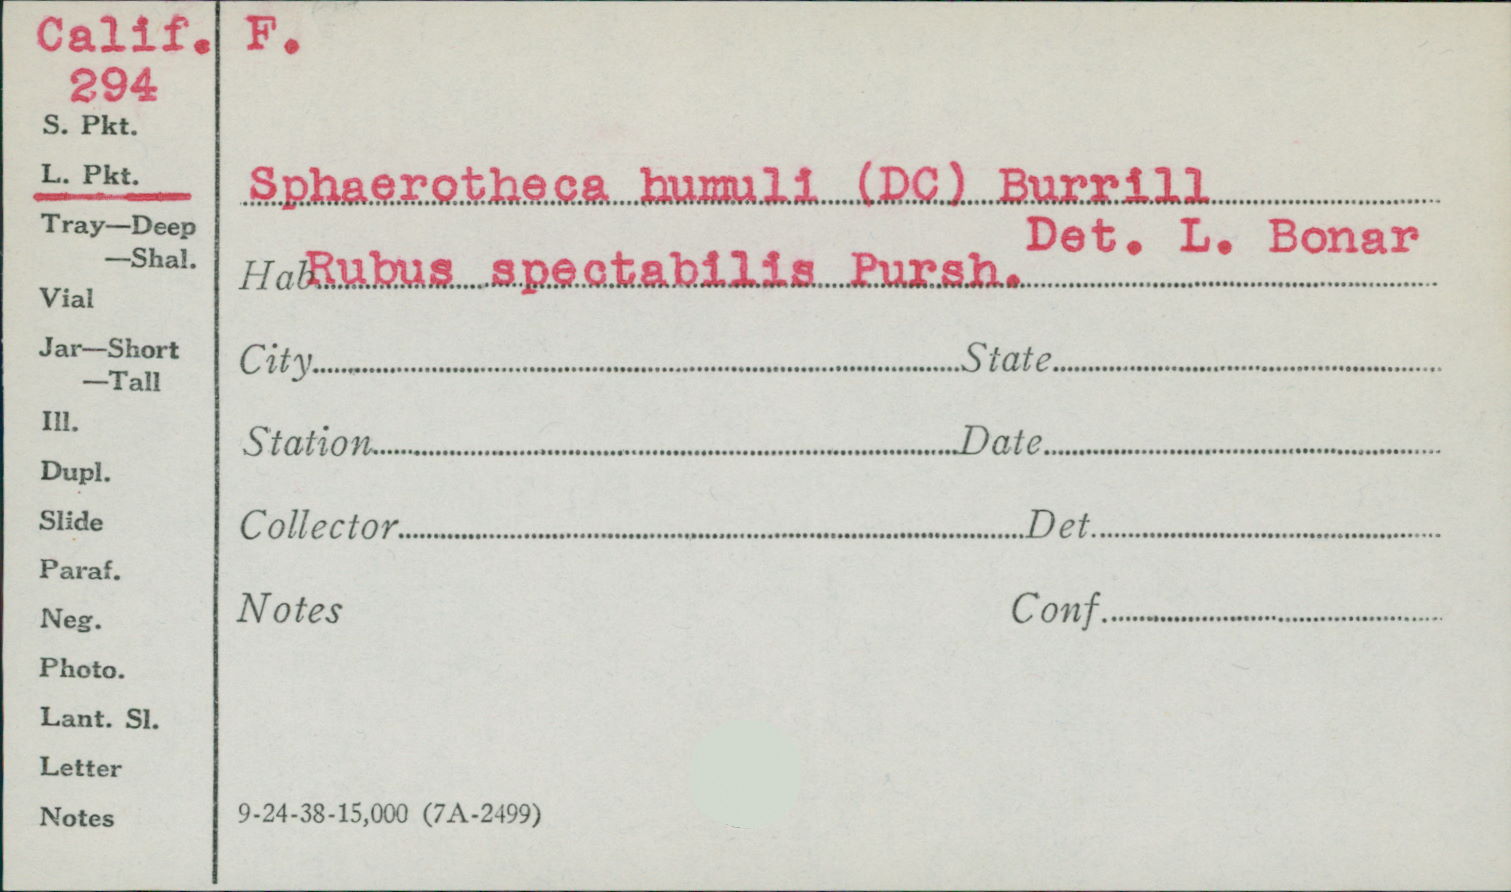 Calif. F.
294
S. Pkt.
L. Pkt.
Tray—Deep
—Shal.
Vial
Jar—Short
—Tall
Ill.
Dupl.
Slide
Paraf.
Neg.
Photo.
Lant. Sl.
Letter
Notes
Sphaerotheca humuli (DC) Burrill
Det. L. Bonar
Hab Rubus spectabilis Pursh.
City State
Station Date
Collector Det.
Notes Conf.
9-24-38-15,000 (7A-2499)